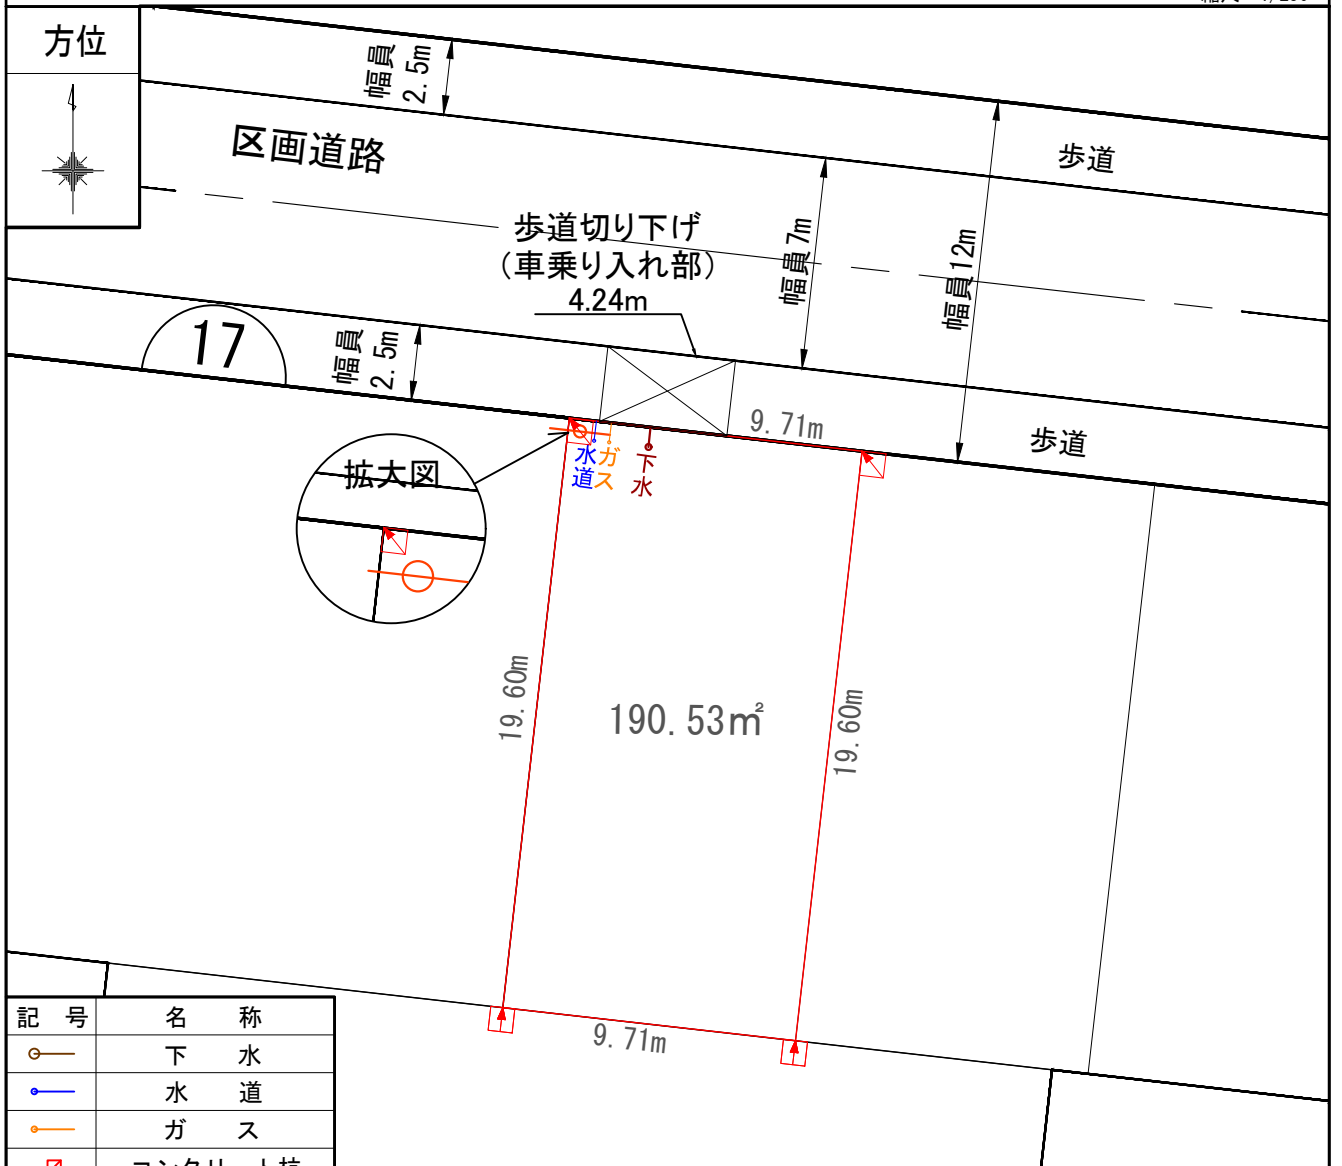 方位
幅員
2.5m
区画道路
歩道
歩道切り下げ
(車乗り入れ部)
4.24m
幅員7m
幅員12m
17
幅員
2.5m
9.71m
歩道
拡大図
水道
ガス
下水
19.60m
190.53㎡
19.60m
9.71m
記 号 名 称
下 水
水 道
ガ ス